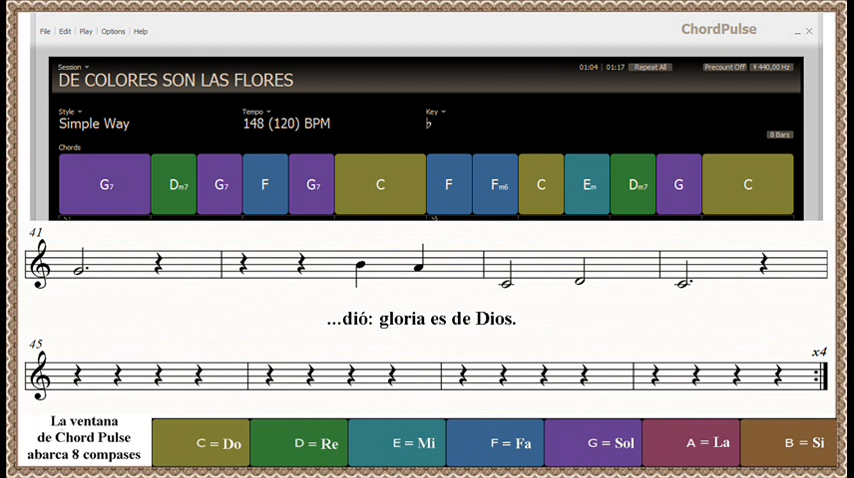 File Edit Play Options Help
ChordPulse
Session
01:04 01:17 Repeat All Precount Off 440,00 Hz
DE COLORES SON LAS FLORES
Style Tempo Key
Simple Way 148 (120) BPM ♭
8 Bars
Chords
G7 Dm7 G7 F G7 C F Fm6 C Em Dm7 G C
41
...dió: gloria es de Dios.
45
x4
La ventana
de Chord Pulse
abarca 8 compases
C = Do D = Re E = Mi F = Fa G = Sol A = La B = Si